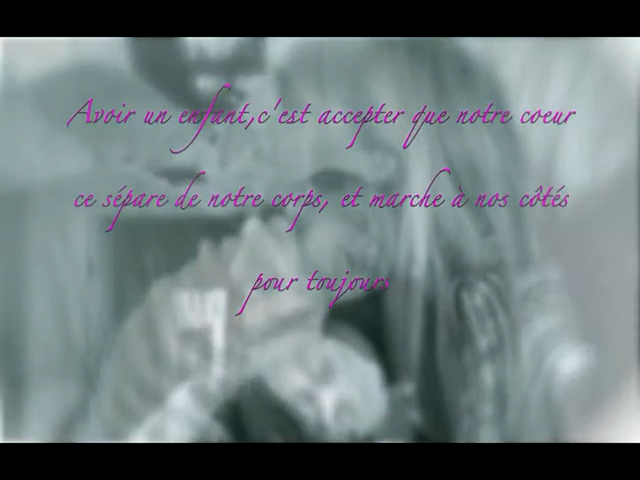 Avoir un enfant,c'est accepter que notre coeur
ce sépare de notre corps, et marche à nos côtés
pour toujours